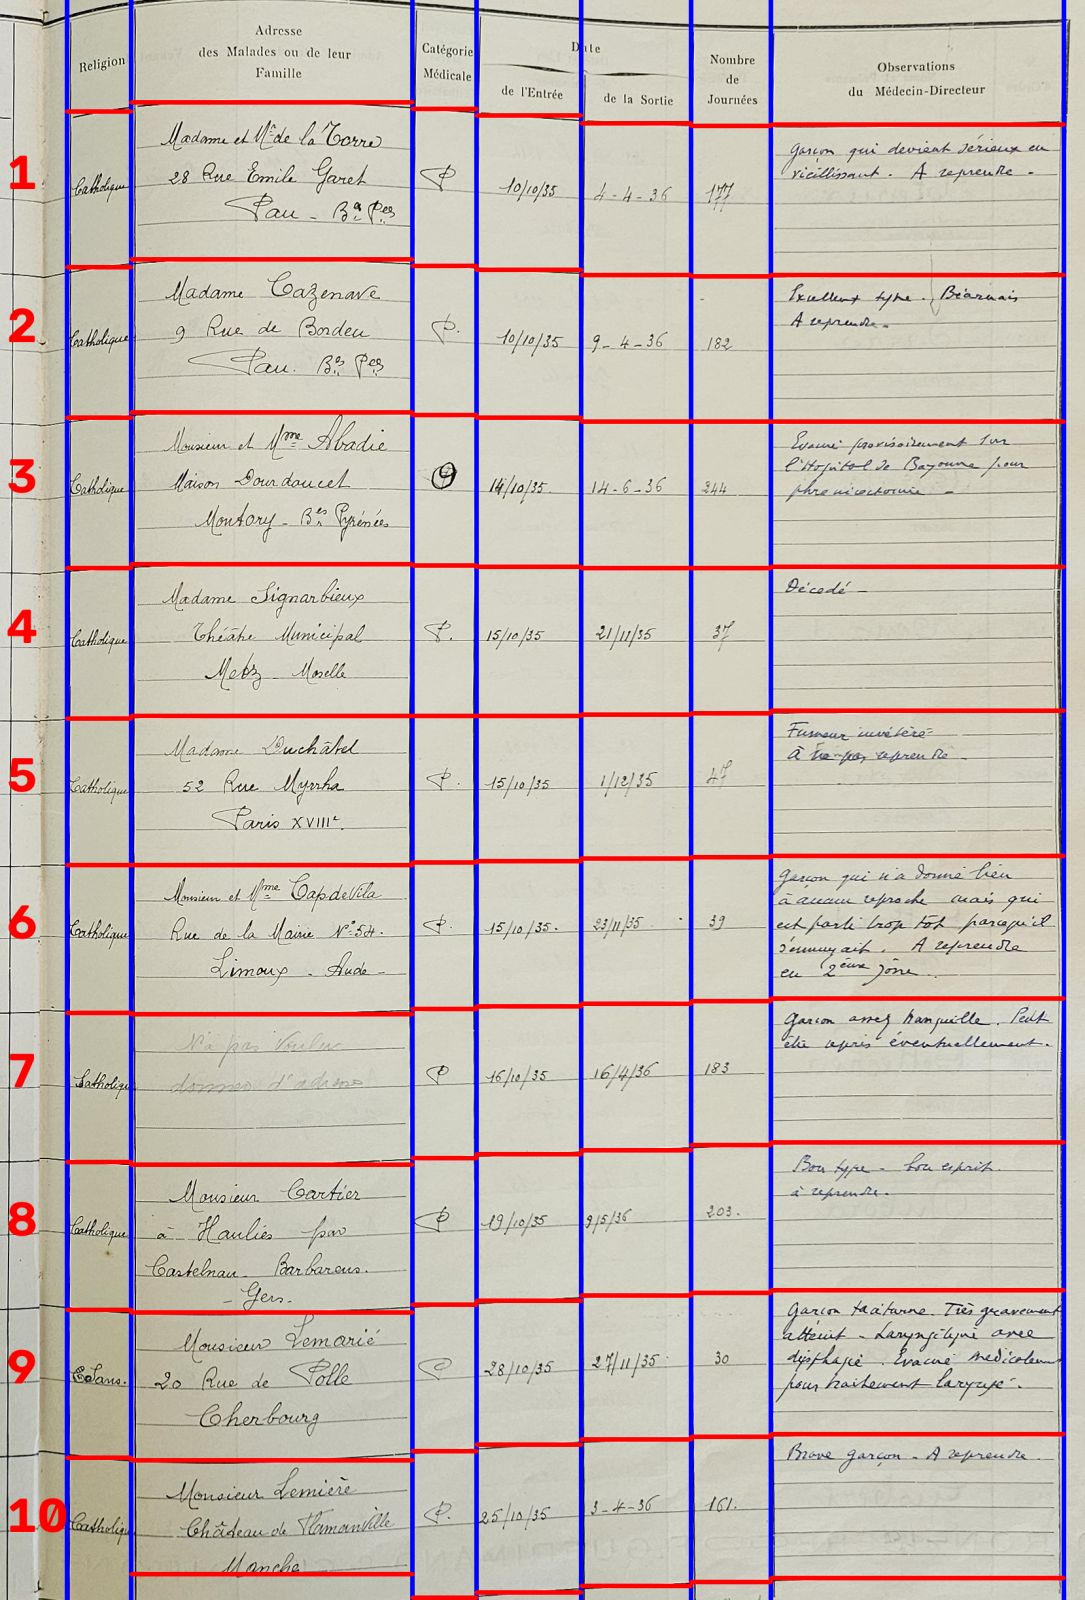 Religion
Adresse
des Malades ou de leur
Famille
Catégorie
Médicale
Date
de l'Entrée
de la Sortie
Nombre
de
Journées
Observations
du Médecin-Directeur
1
Catholique
Madame et Mr de la Torre
28 Rue Emile Garet
Pau - Bses Pées
P
10/10/35
4-4-36
177
Garçon qui devient sérieux en
vieillissant. A reprendre -
2
Catholique
Madame Cazenave
9 Rue de Bordeu
Pau. Bses Pées
P.
10/10/35
9-4-36
182
Excellent type. Béarnais
A reprendre -
3
Catholique
Monsieur et Mme Abadie
Maison Dourdoucet
Montory - Bses Pyrénées
P
14/10/35.
14-6-36
244
Evacué provisoirement sur
l'Hopital de Bayonne pour
phrenicectomie -
4
Catholique
Madame Signarbieux
Théâtre Municipal
Metz Moselle
P.
15/10/35
21/11/35
37
Décédé -
5
Catholique
Madame Duchâtel
52 Rue Myrrha
Paris XVIIIe.
P.
15/10/35
1/12/35
47
Fumeur invétéré
à ne pas reprendre -
6
Catholique
Monsieur et Mme Capdevila
Rue de la Mairie No 54.
Limoux - Aude -
P.
15/10/35.
23/11/35
39
Garçon qui n'a donné lieu
à aucun reproche mais qui
est parti trop tôt parcequ'il
s'ennuyait. A reprendre
en 2ème zone.
7
Catholique
N'a pas voulu
donner d'adresse
P
16/10/35
16/4/36
183
Garçon assez tranquille. Peut
être repris éventuellement.
8
Catholique
Monsieur Cartier
à Haulies par
Castelnau Barbarens.
- Gers.
P
19/10/35
9/5/36
203.
Bon type - bon esprit.
à reprendre.
9
Monsieur Lemarié
20 Rue de Polle
Cherbourg
P
28/10/35
27/11/35
30
Garçon taciturne. Très gravement
atteint - Laryngé avec
dysphagie. Evacué
pour traitement laryngé.
10
Catholique
Monsieur Lemière
Château de Flamanville
Manche
P.
25/10/35
3-4-36
161.
Brave garçon - A reprendre